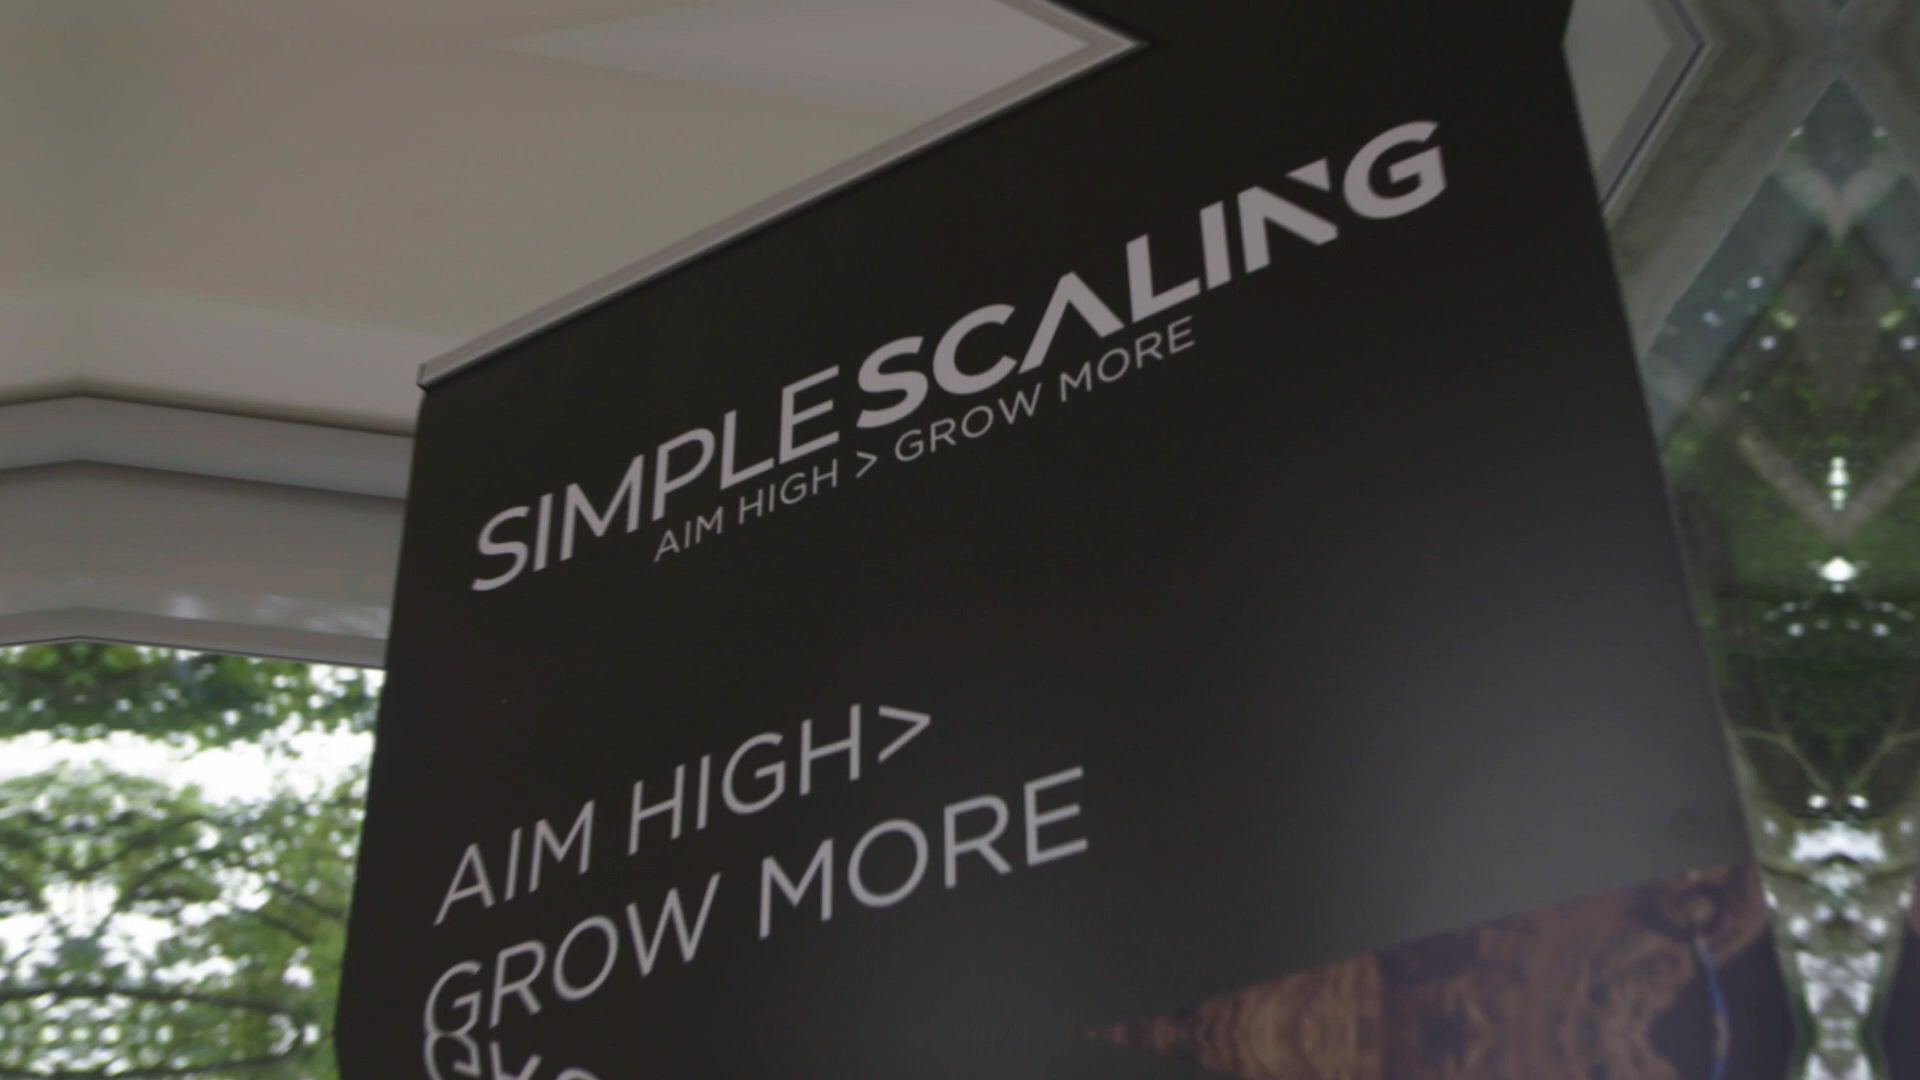 SIMPLESCALING
AIM HIGH > GROW MORE
AIM HIGH>
GROW MORE